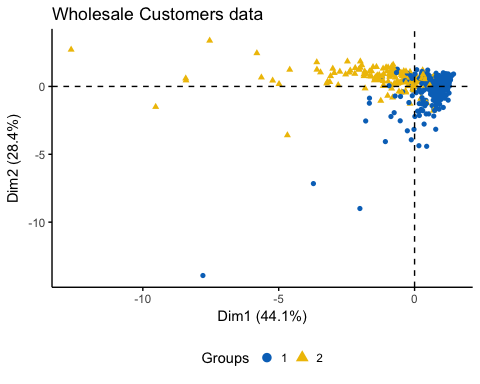 Wholesale Customers data
Dim2 (28.4%)
0
-5
-10
-10
-5
0
Dim1 (44.1%)
Groups 1 2